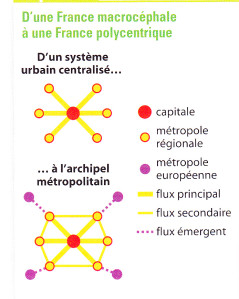 D'une France macrocéphale
à une France polycentrique
D'un système
urbain centralisé...
capitale
métropole
régionale
... à l'archipel
métropolitain
métropole
européenne
flux principal
flux secondaire
flux émergent